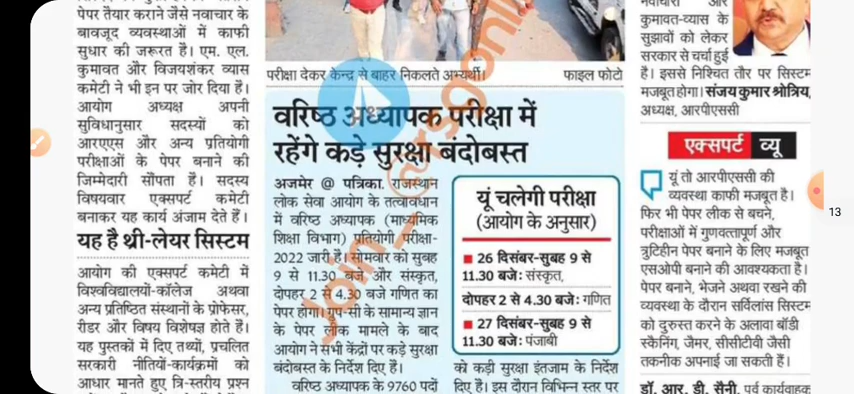 पेपर तैयार कराने जैसे नवाचार के
बावजूद व्यवस्थाओं में काफी
सुधार की जरूरत है। एम. एल.
कुमावत और विजयशंकर व्यास
कमेटी ने भी इन पर जोर दिया है।
आयोग अध्यक्ष अपनी
सुविधानुसार सदस्यों को
आरएएस और अन्य प्रतियोगी
परीक्षाओं के पेपर बनाने की
जिम्मेदारी सौंपता है। सदस्य
विषयवार एक्सपर्ट कमेटी
बनाकर यह कार्य अंजाम देते हैं।
यह है थ्री-लेयर सिस्टम
आयोग की एक्सपर्ट कमेटी में
विश्वविद्यालयों-कॉलेज अथवा
अन्य प्रतिष्ठित संस्थानों के प्रोफेसर,
रीडर और विषय विशेषज्ञ होते हैं।
यह पुस्तकों में दिए तथ्यों, प्रचलित
सरकारी नीतियों-कार्यक्रमों को
आधार मानते हुए त्रि-स्तरीय प्रश्न
परीक्षा देकर केन्द्र से बाहर निकलते अभ्यर्थी। फाइल फोटो
वरिष्ठ अध्यापक परीक्षा में
रहेंगे कड़े सुरक्षा बंदोबस्त
अजमेर @ पत्रिका. राजस्थान
लोक सेवा आयोग के तत्वावधान
में वरिष्ठ अध्यापक (माध्यमिक
शिक्षा विभाग) प्रतियोगी परीक्षा-
2022 जारी है। सोमवार को सुबह
9 से 11.30 बजे और संस्कृत,
दोपहर 2 से 4.30 बजे गणित का
पेपर होगा। ग्रुप-सी के सामान्य ज्ञान
के पेपर लीक मामले के बाद
आयोग ने सभी केंद्रों पर कड़े सुरक्षा
बंदोबस्त के निर्देश दिए है।
वरिष्ठ अध्यापक के 9760 पदों
यूं चलेगी परीक्षा
(आयोग के अनुसार)
26 दिसंबर-सुबह 9 से
11.30 बजे: संस्कृत,
दोपहर 2 से 4.30 बजे: गणित
27 दिसंबर-सुबह 9 से
11.30 बजे: पंजाबी
को कड़ी सुरक्षा इंतजाम के निर्देश
दिए हैं। इस दौरान विभिन्न स्तर पर
और
कुमावत-व्यास के
सुझावों को लेकर
सरकार से चर्चा हुई
है। इससे निश्चित तौर पर सिस्टम
मजबूत होगा। संजय कुमार श्रोत्रिय,
अध्यक्ष, आरपीएससी
एक्सपर्ट व्यू
यूं तो आरपीएससी की
व्यवस्था काफी मजबूत है।
फिर भी पेपर लीक से बचने,
परीक्षाओं में गुणवत्तापूर्ण और
त्रुटिहीन पेपर बनाने के लिए मजबूत
एसओपी बनाने की आवश्यकता है।
पेपर बनाने, भेजने अथवा रखने की
व्यवस्था के दौरान सर्विलांस सिस्टम
को दुरुस्त करने के अलावा बॉडी
स्कैनिंग, जैमर, सीसीटीवी जैसी
तकनीक अपनाई जा सकती हैं।
डॉ. आर. डी. सैनी, पूर्व कार्यवाहक
13